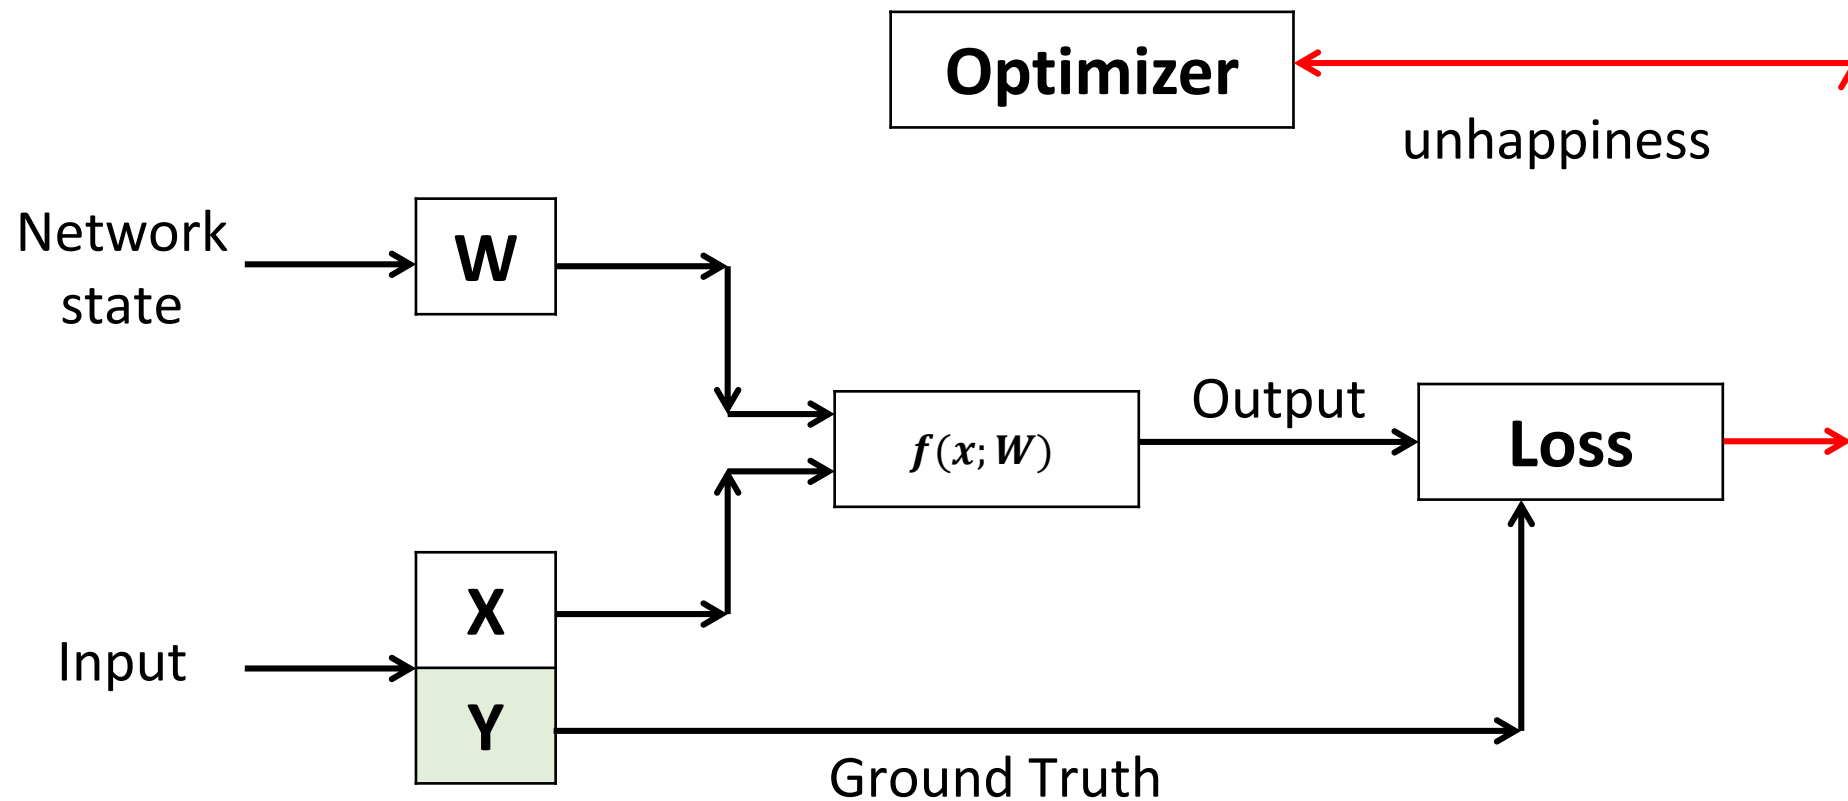 Optimizer
unhappiness
Network
state
W
Output
f(x; W)
Loss
X
Input
Y
Ground Truth